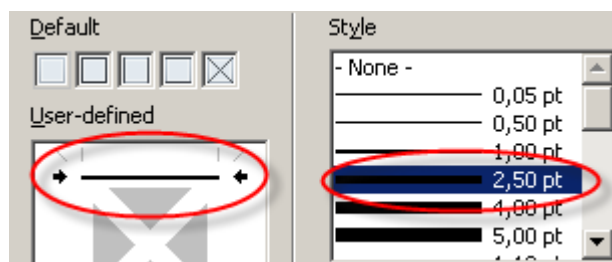 Default
User-defined
Style
- None -
0,05 pt
0,50 pt
1,00 pt
2,50 pt
4,00 pt
5,00 pt